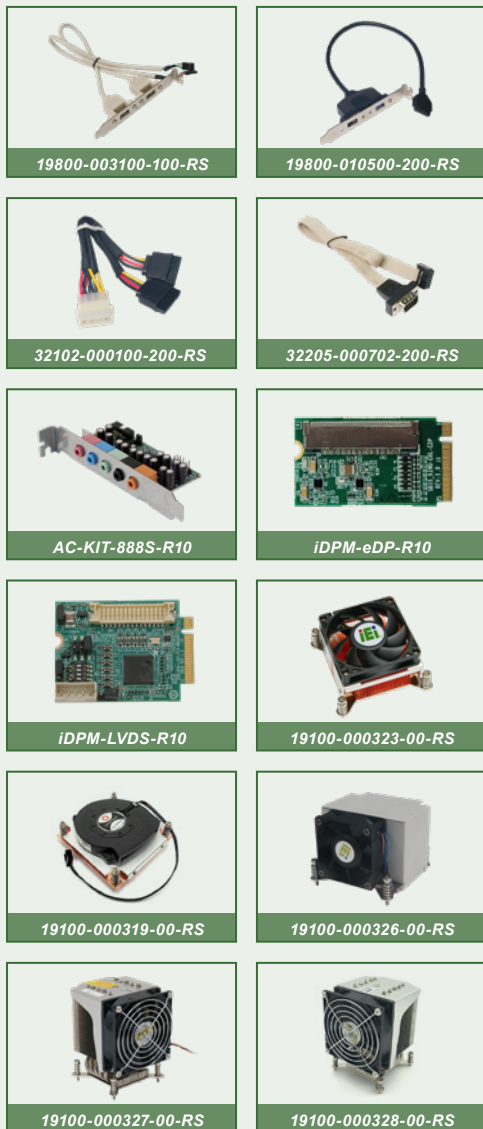 19800-003100-100-RS
19800-010500-200-RS
32102-000100-200-RS
32205-000702-200-RS
AC-KIT-888S-R10
iDPM-eDP-R10
iDPM-LVDS-R10
iEi
19100-000323-00-RS
19100-000319-00-RS
iEi
19100-000326-00-RS
19100-000327-00-RS
19100-000328-00-RS